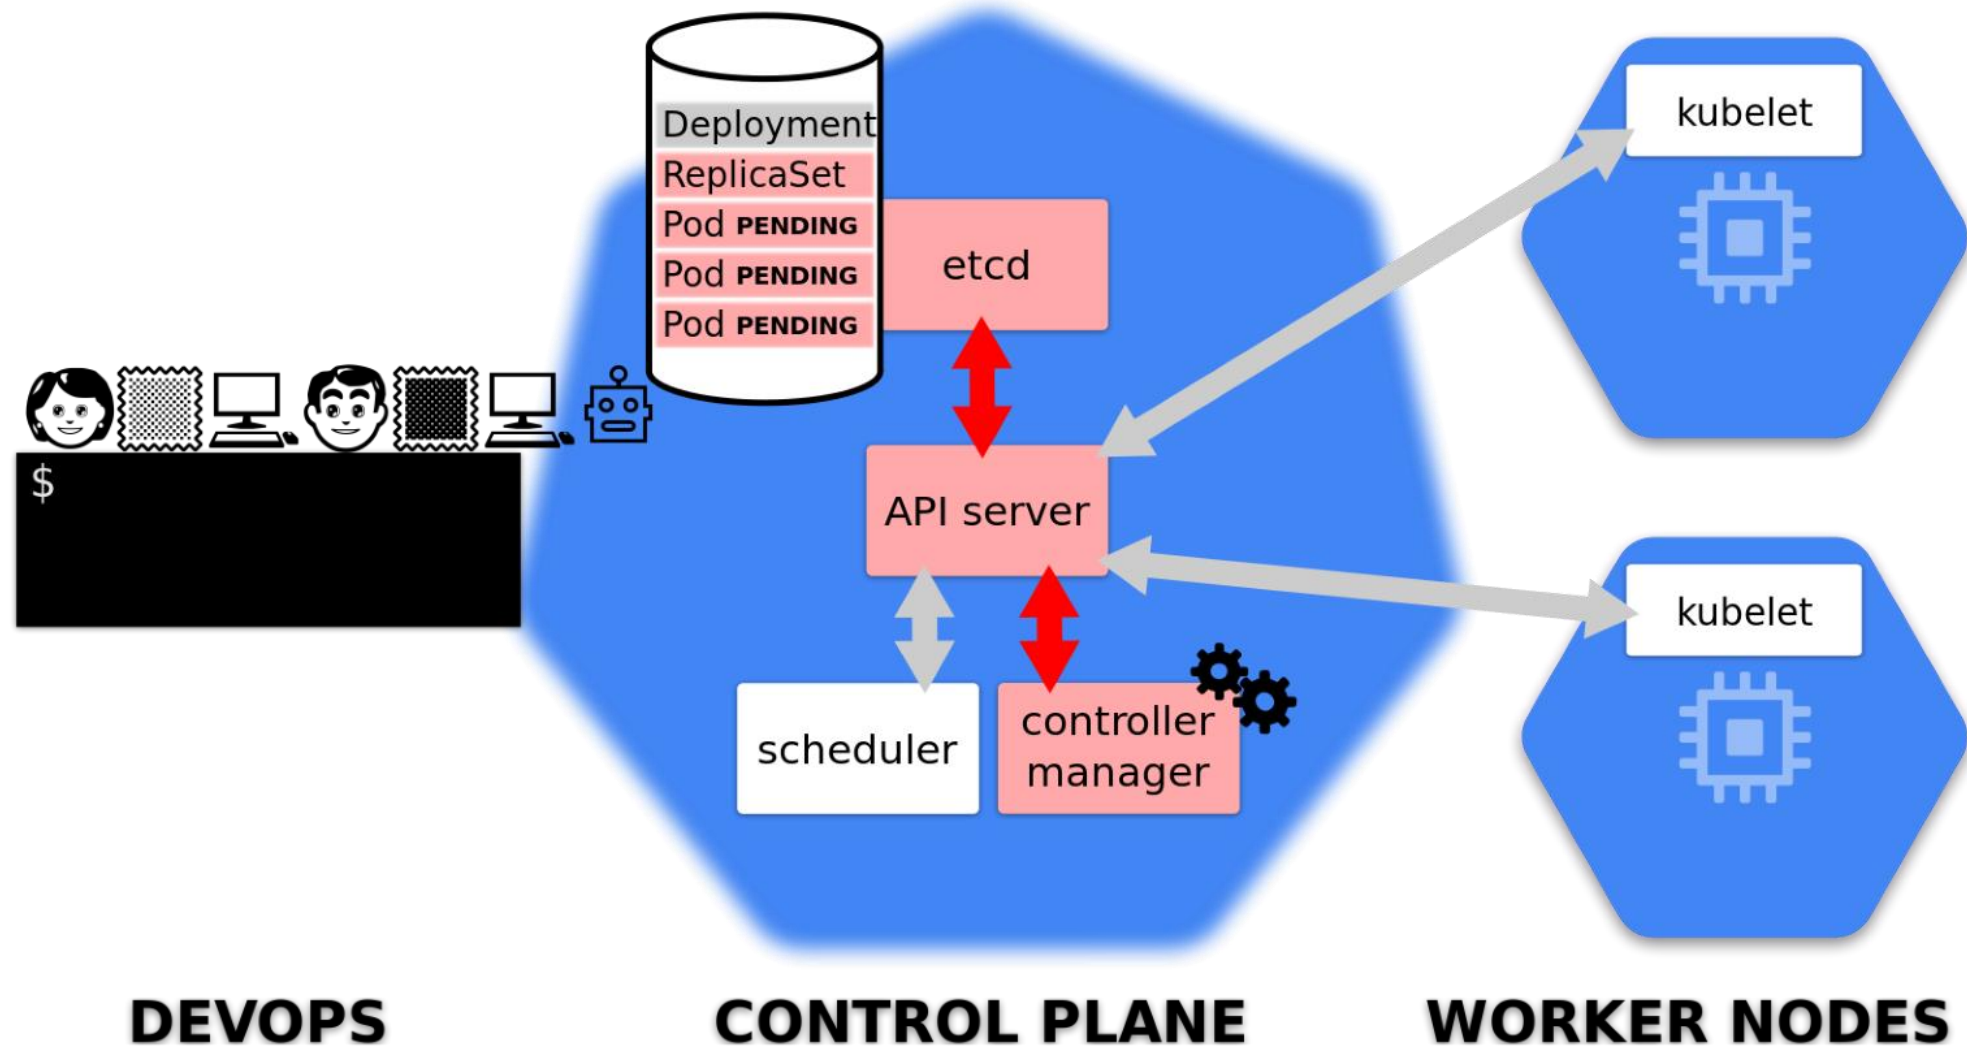 Deployment
ReplicaSet
Pod PENDING
Pod PENDING
Pod PENDING
etcd
$
API server
scheduler
controller
manager
kubelet
kubelet
DEVOPS
CONTROL PLANE
WORKER NODES